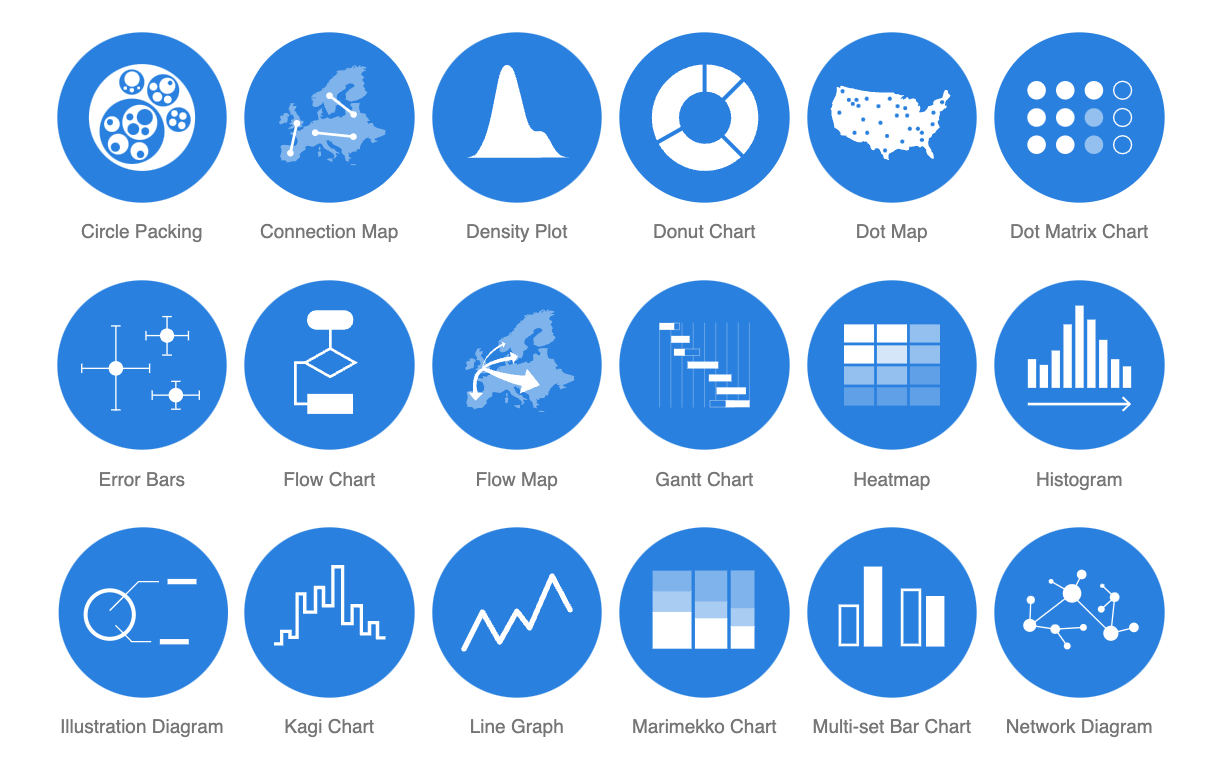 Circle Packing
Connection Map
Density Plot
Donut Chart
Dot Map
Dot Matrix Chart
Error Bars
Flow Chart
Flow Map
Gantt Chart
Heatmap
Histogram
Illustration Diagram
Kagi Chart
Line Graph
Marimekko Chart
Multi-set Bar Chart
Network Diagram